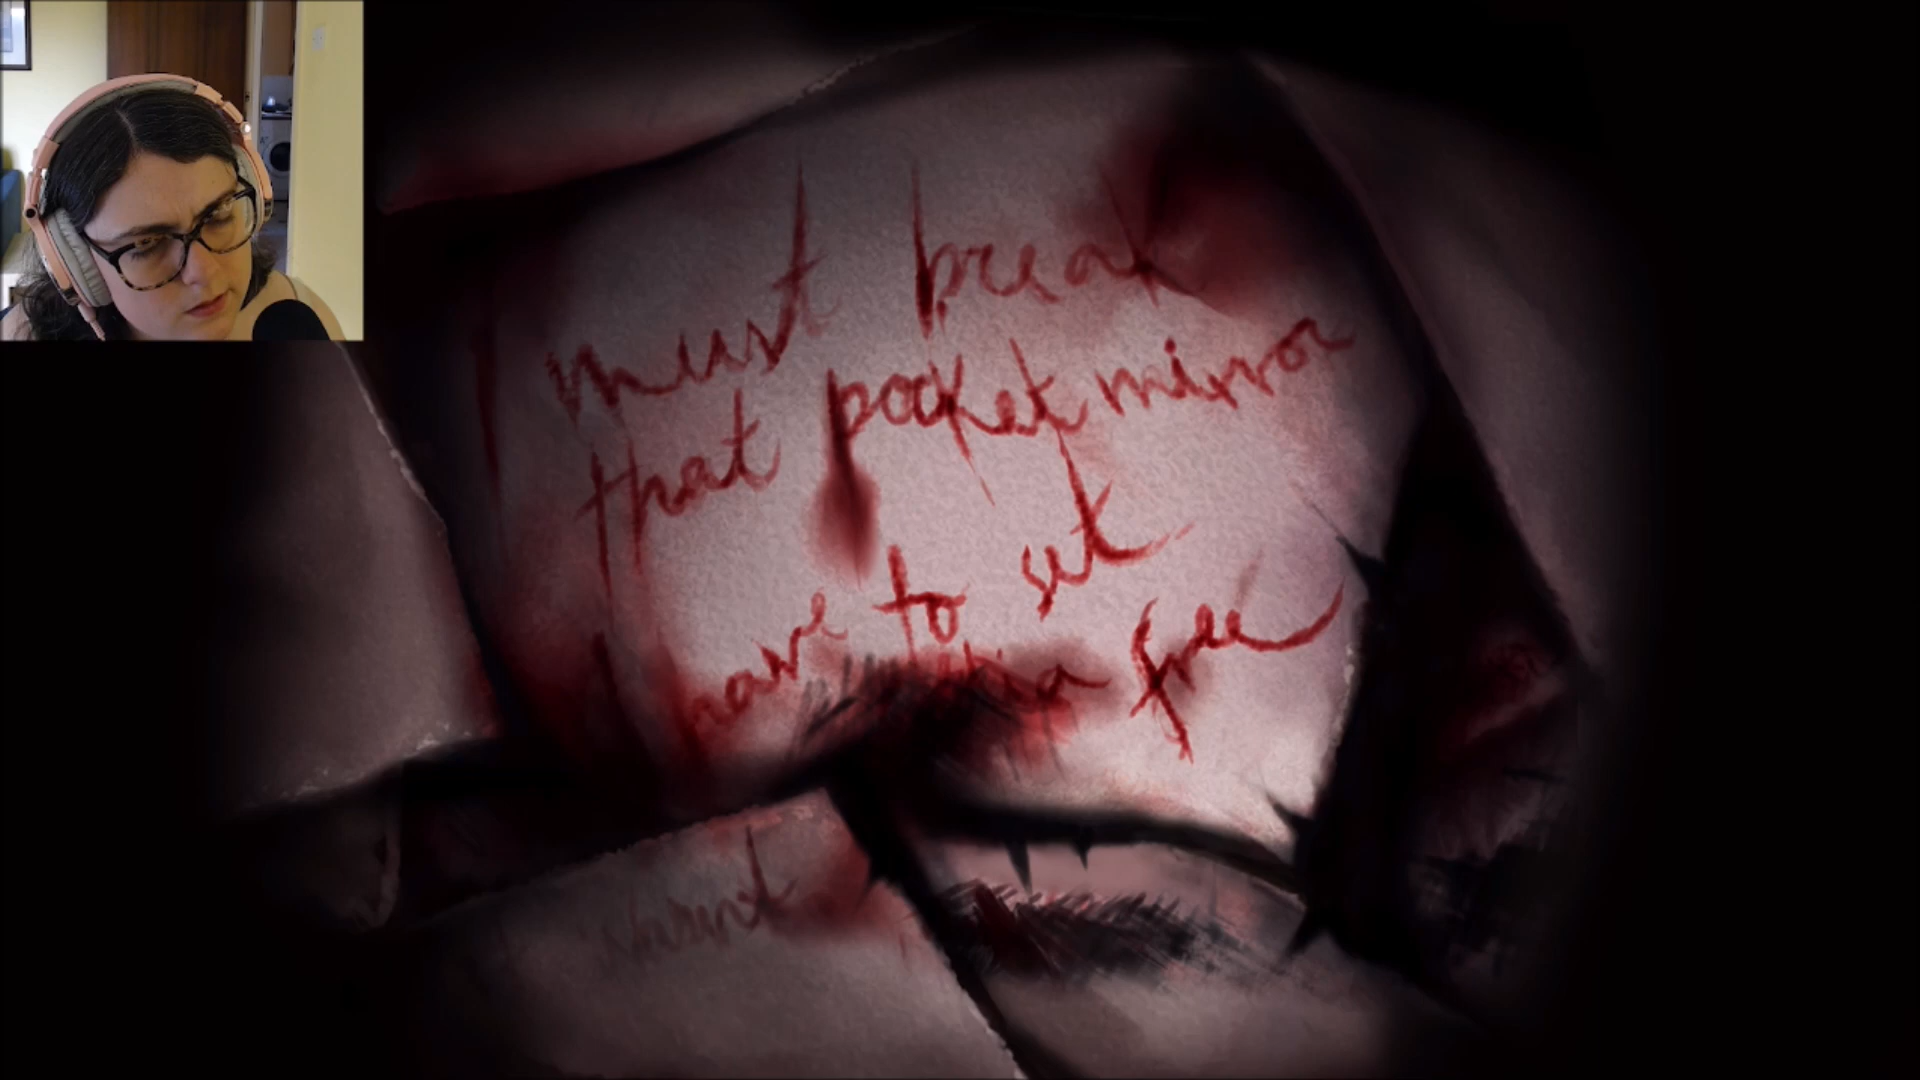 must break
that pocket mirror
have to set
free